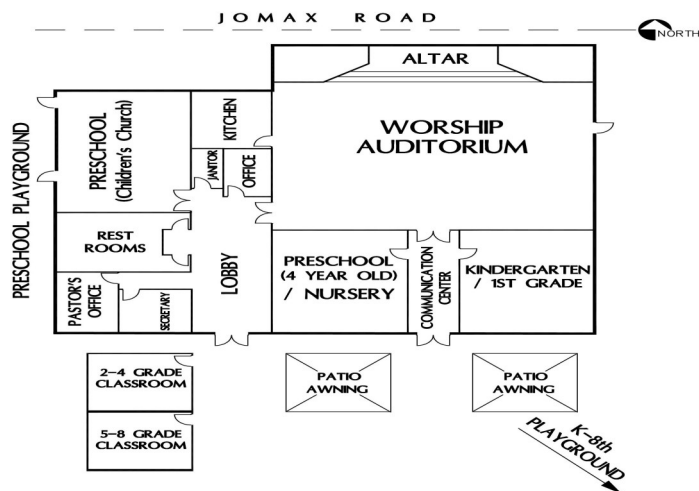 JOMAX ROAD
NORTH
ALTAR
WORSHIP
AUDITORIUM
KITCHEN
PRESCHOOL
(Children's Church)
PRESCHOOL PLAYGROUND
JANITOR
OFFICE
REST
ROOMS
LOBBY
PRESCHOOL
(4 YEAR OLD)
/ NURSERY
COMMUNICATION
CENTER
KINDERGARTEN
/ 1ST GRADE
PASTOR'S
OFFICE
SECRETARY
2-4 GRADE
CLASSROOM
PATIO
AWNING
PATIO
AWNING
5-8 GRADE
CLASSROOM
K-8th
PLAYGROUND